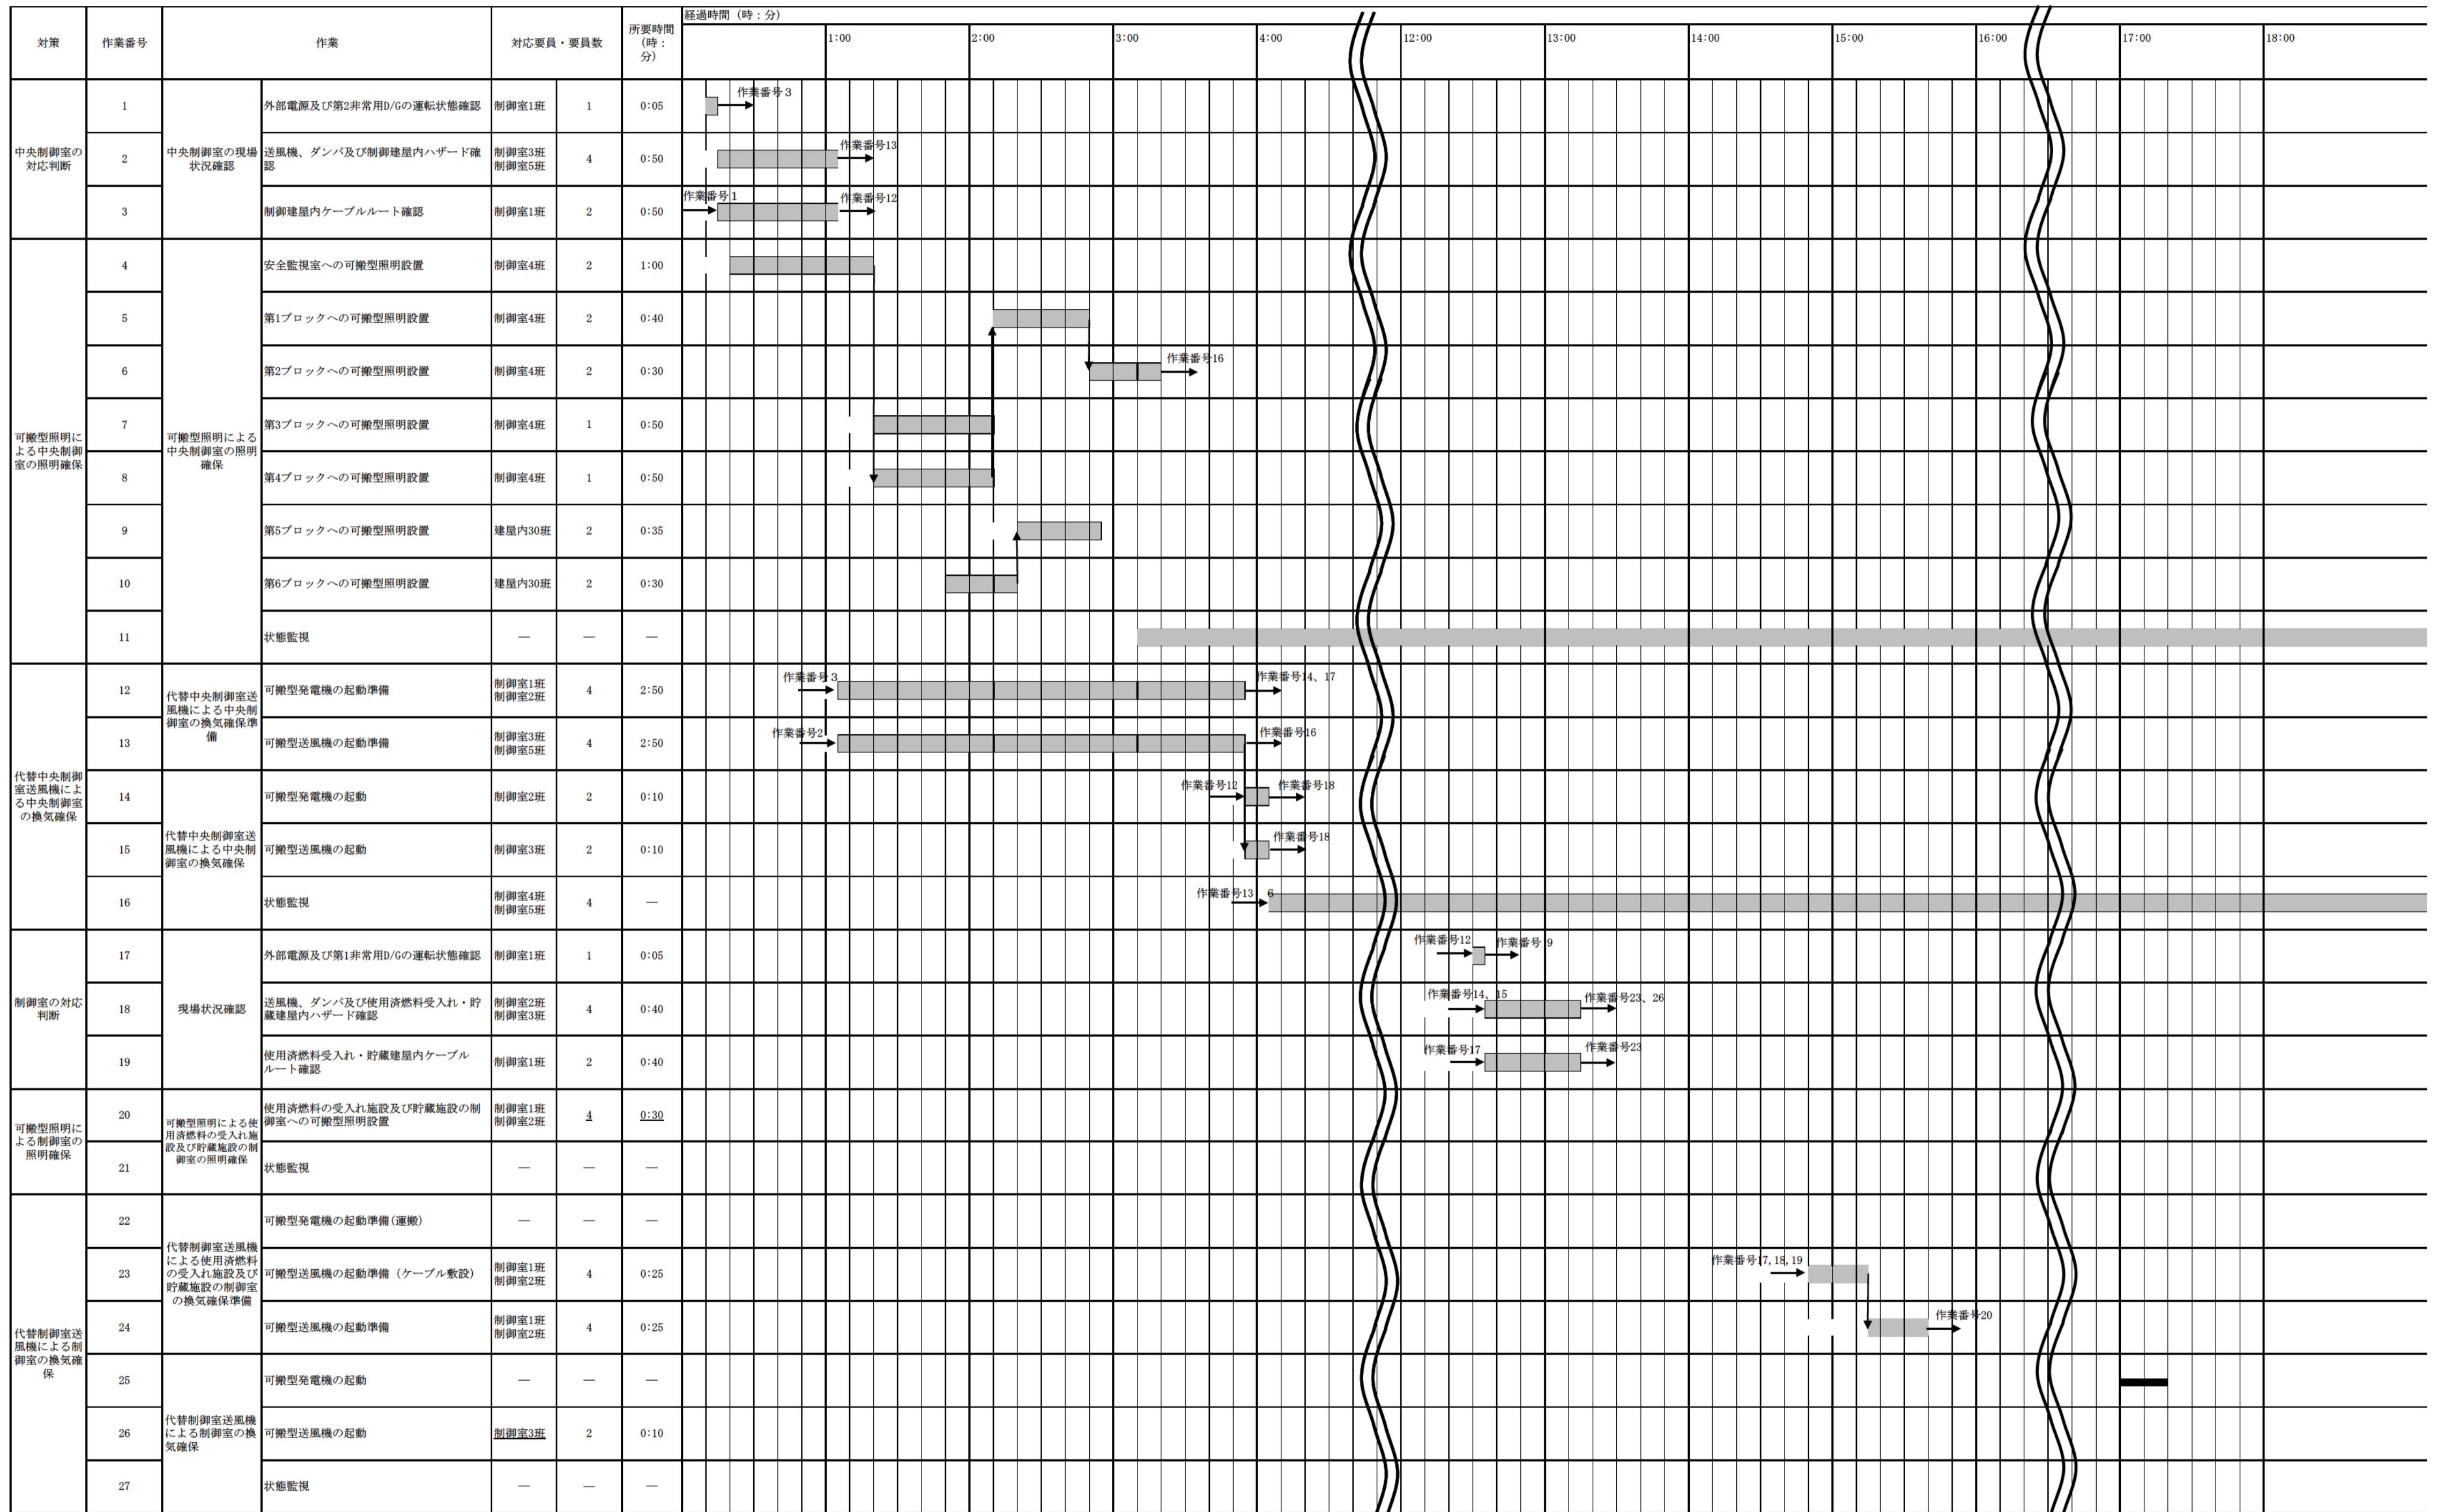 経過時間（時：分）
対策
作業番号
作業
対応要員・要員数
所要時間
（時：
分）
1:00
2:00
3:00
4:00
12:00
13:00
14:00
15:00
16:00
17:00
18:00
中央制御室の
対応判断
中央制御室の現場
状況確認
1
外部電源及び第2非常用D/Gの運転状態確認
制御室1班
1
0:05
作業番号３
2
送風機、ダンパ及び制御建屋内ハザード確
認
制御室3班
制御室5班
4
0:50
作業番号13
3
制御建屋内ケーブルルート確認
制御室1班
2
0:50
作業番号１
作業番号12
可搬型照明に
よる中央制御
室の照明確保
可搬型照明による
中央制御室の照明
確保
4
安全監視室への可搬型照明設置
制御室4班
2
1:00
5
第1ブロックへの可搬型照明設置
制御室4班
2
0:40
6
第2ブロックへの可搬型照明設置
制御室4班
2
0:30
作業番号16
7
第3ブロックへの可搬型照明設置
制御室4班
1
0:50
8
第4ブロックへの可搬型照明設置
制御室4班
1
0:50
9
第5ブロックへの可搬型照明設置
建屋内30班
2
0:35
10
第6ブロックへの可搬型照明設置
建屋内30班
2
0:30
11
状態監視
―
―
―
代替中央制御
室送風機によ
る中央制御室
の換気確保
代替中央制御室送
風機による中央制
御室の換気確保準
備
12
可搬型発電機の起動準備
制御室1班
制御室2班
4
2:50
作業番号３
作業番号14、17
13
可搬型送風機の起動準備
制御室3班
制御室5班
4
2:50
作業番号2
作業番号16
代替中央制御室送
風機による中央制
御室の換気確保
14
可搬型発電機の起動
制御室2班
2
0:10
作業番号12
作業番号18
15
可搬型送風機の起動
制御室3班
2
0:10
作業番号18
16
状態監視
制御室4班
制御室5班
4
―
作業番号13、6
制御室の対応
判断
現場状況確認
17
外部電源及び第1非常用D/Gの運転状態確認
制御室1班
1
0:05
作業番号12
作業番号19
18
送風機、ダンパ及び使用済燃料受入れ・貯
蔵建屋内ハザード確認
制御室2班
制御室3班
4
0:40
作業番号14、15
作業番号23、26
19
使用済燃料受入れ・貯蔵建屋内ケーブル
ルート確認
制御室1班
2
0:40
作業番号17
作業番号23
可搬型照明に
よる制御室の
照明確保
可搬型照明による使
用済燃料の受入れ施
設及び貯蔵施設の制
御室の照明確保
20
使用済燃料の受入れ施設及び貯蔵施設の制
御室への可搬型照明設置
制御室1班
制御室2班
4
0:30
21
状態監視
―
―
―
代替制御室送
風機による制
御室の換気確
保
代替制御室送風機
による使用済燃料
の受入れ施設及び
貯蔵施設の制御室
の換気確保準備
22
可搬型発電機の起動準備(運搬)
―
―
―
23
可搬型送風機の起動準備（ケーブル敷設）
制御室1班
制御室2班
4
0:25
作業番号17,18,19
24
可搬型送風機の起動準備
制御室1班
制御室2班
4
0:25
作業番号20
代替制御室送風機
による制御室の換
気確保
25
可搬型発電機の起動
―
―
―
26
可搬型送風機の起動
制御室3班
2
0:10
27
状態監視
―
―
―